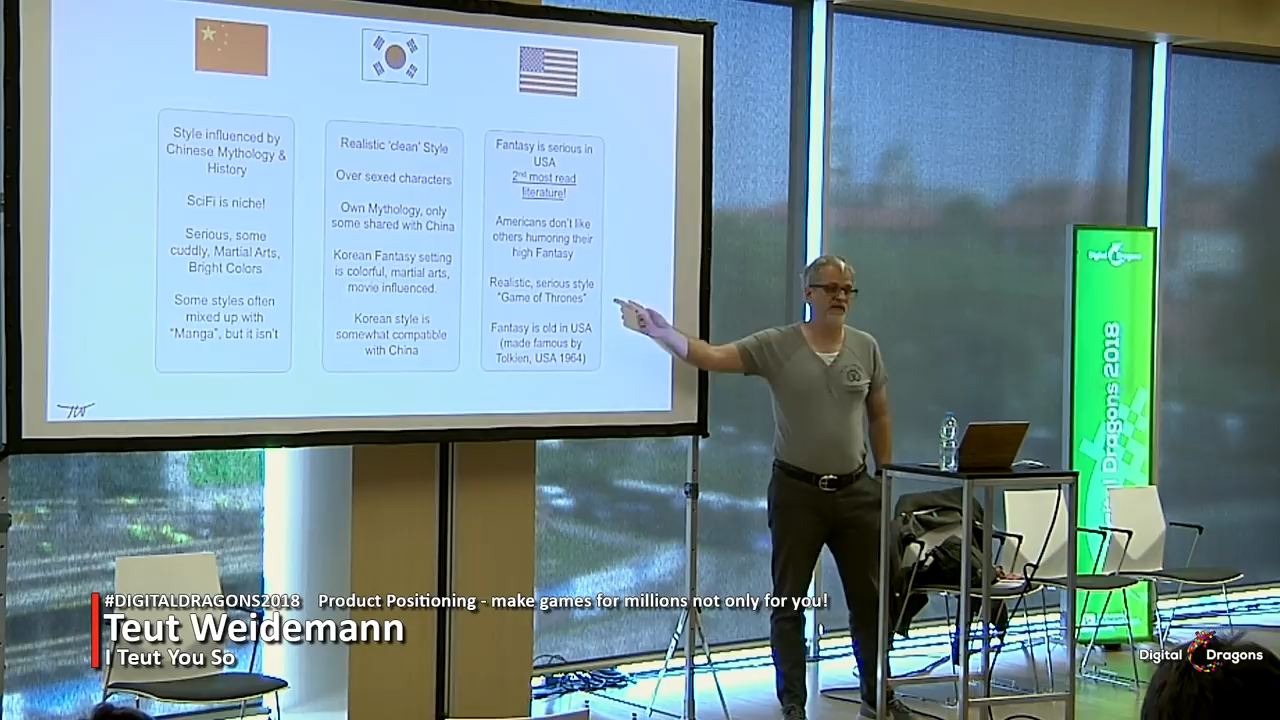 Style influenced by
Chinese Mythology &
History
SciFi is niche!
Serious, some
cuddly, Martial Arts,
Bright Colors
Some styles often
mixed up with
"Manga", but it isn't
Realistic 'clean' Style
Over sexed characters
Own Mythology, only
some shared with China
Korean Fantasy setting
is colorful, martial arts,
movie influenced.
Korean style is
somewhat compatible
with China
Fantasy is serious in
USA
2nd most read
literature!
Americans don't like
others humoring their
high Fantasy
Realistic, serious style
"Game of Thrones"
Fantasy is old in USA
(made famous by
Tolkien, USA 1964)
Digital Dragons
Digital Dragons 2018
#DIGITALDRAGONS2018 Product Positioning - make games for millions not only for you!
Teut Weidemann
I Teut You So
Digital Dragons